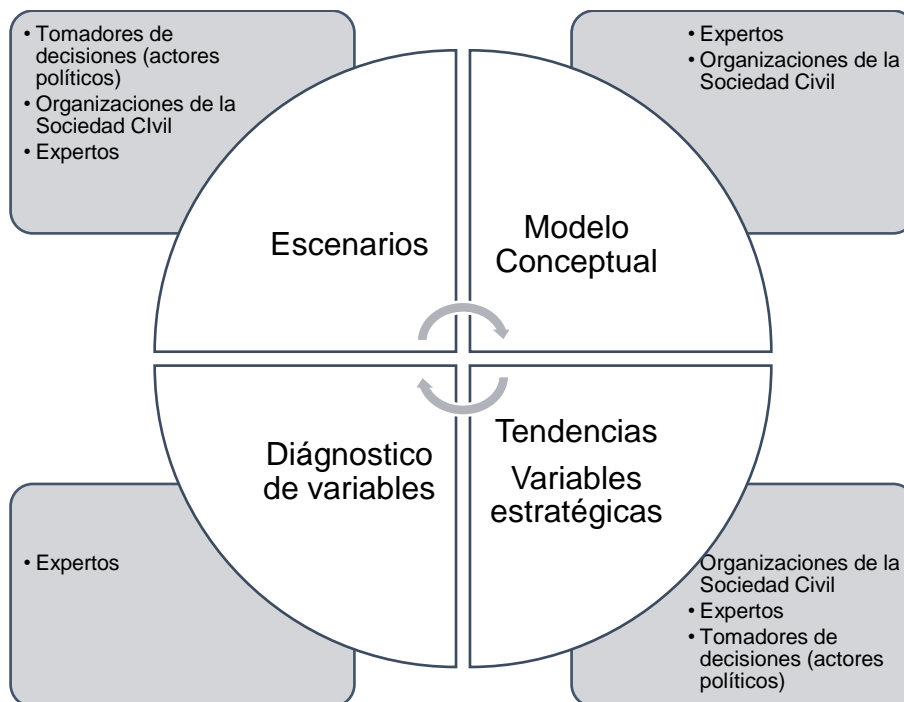 • Tomadores de
decisiones (actores
políticos)
• Organizaciones de la
Sociedad CIvil
• Expertos
• Expertos
• Organizaciones de la
Sociedad Civil
Escenarios
Modelo
Conceptual
Diágnostico
de variables
Tendencias
Variables
estratégicas
• Expertos
Organizaciones de la
Sociedad Civil
• Expertos
• Tomadores de
decisiones (actores
políticos)